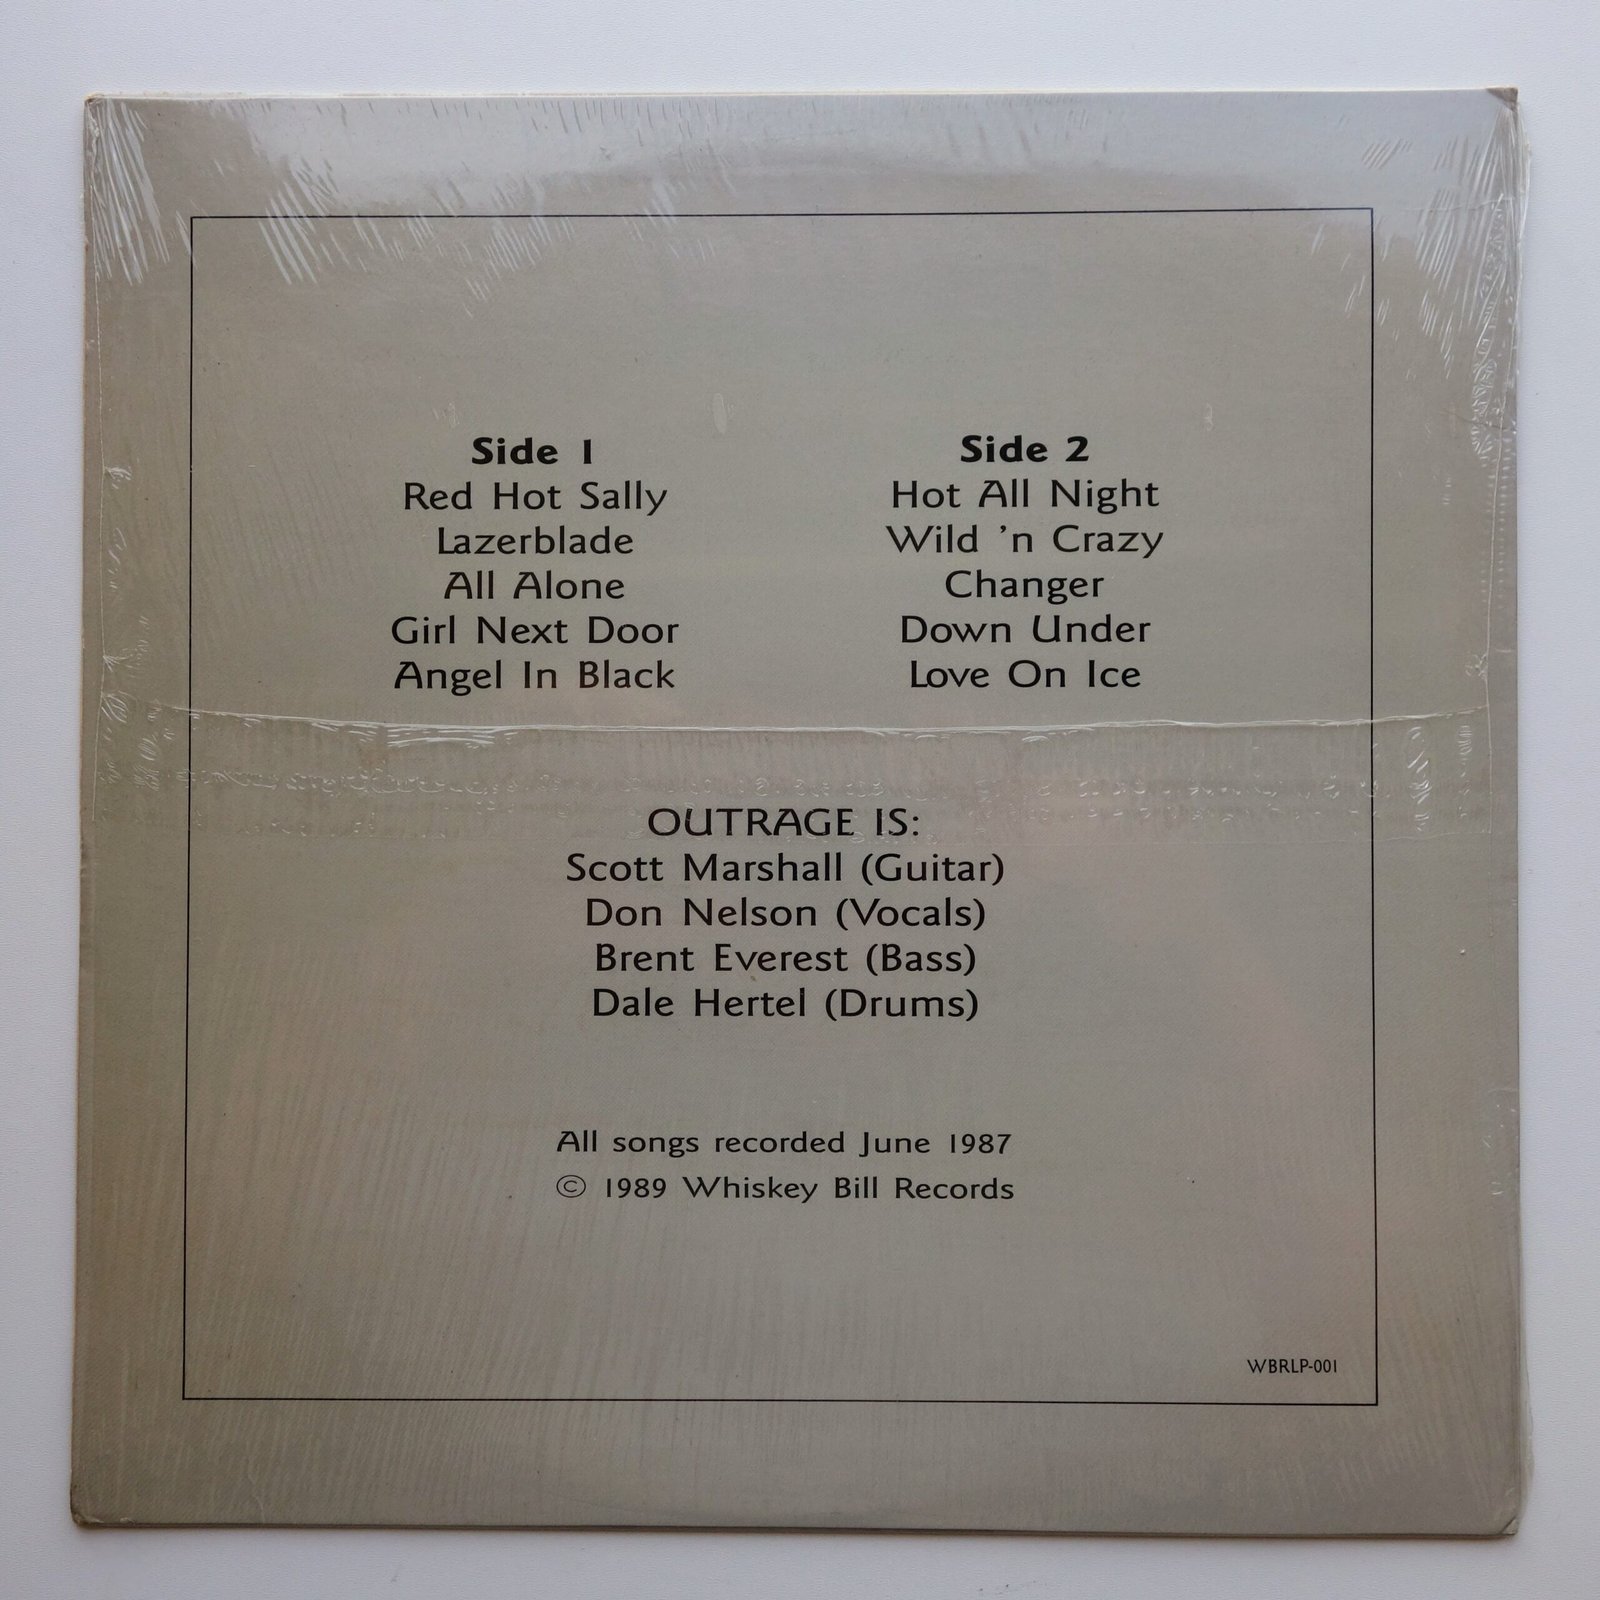 Side 1
Red Hot Sally
Lazerblade
All Alone
Girl Next Door
Angel In Black
Side 2
Hot All Night
Wild 'n Crazy
Changer
Down Under
Love On Ice
OUTRAGE IS:
Scott Marshall (Guitar)
Don Nelson (Vocals)
Brent Everest (Bass)
Dale Hertel (Drums)
All songs recorded June 1987
© 1989 Whiskey Bill Records
WBRLP-001